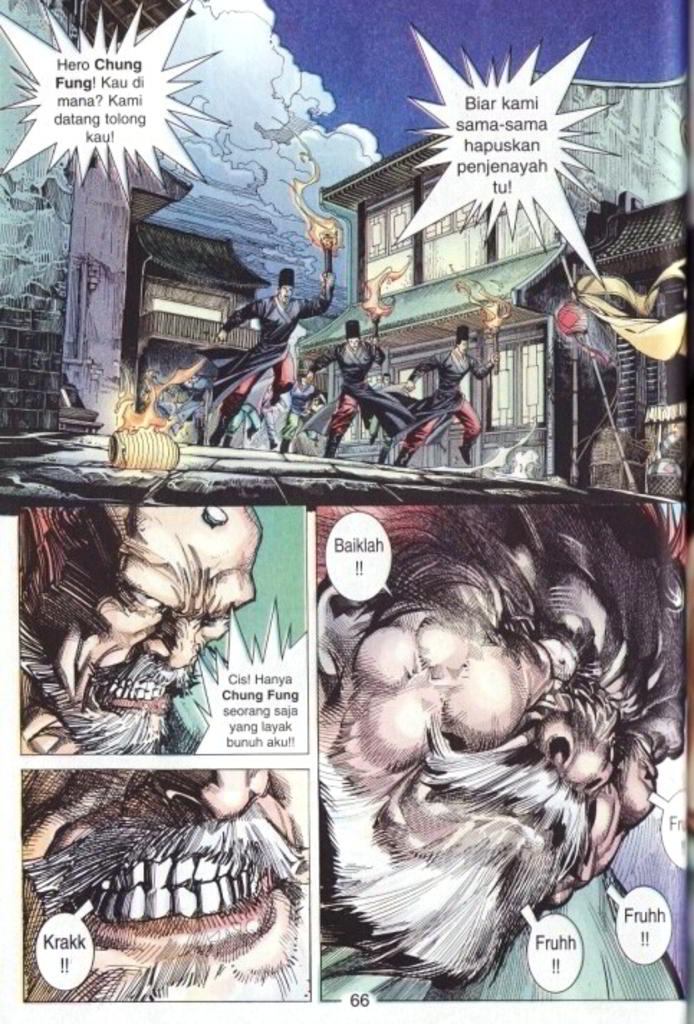 Hero Chung
Fung! Kau di
mana? Kami
datang tolong
kau!
Biar kami
sama-sama
hapuskan
penjenayah
tu!
Cis! Hanya
Chung Fung
seorang saja
yang layak
bunuh aku!!
Baiklah
!!
Krakk
!!
Fruhh
!!
Fruhh
!!
66